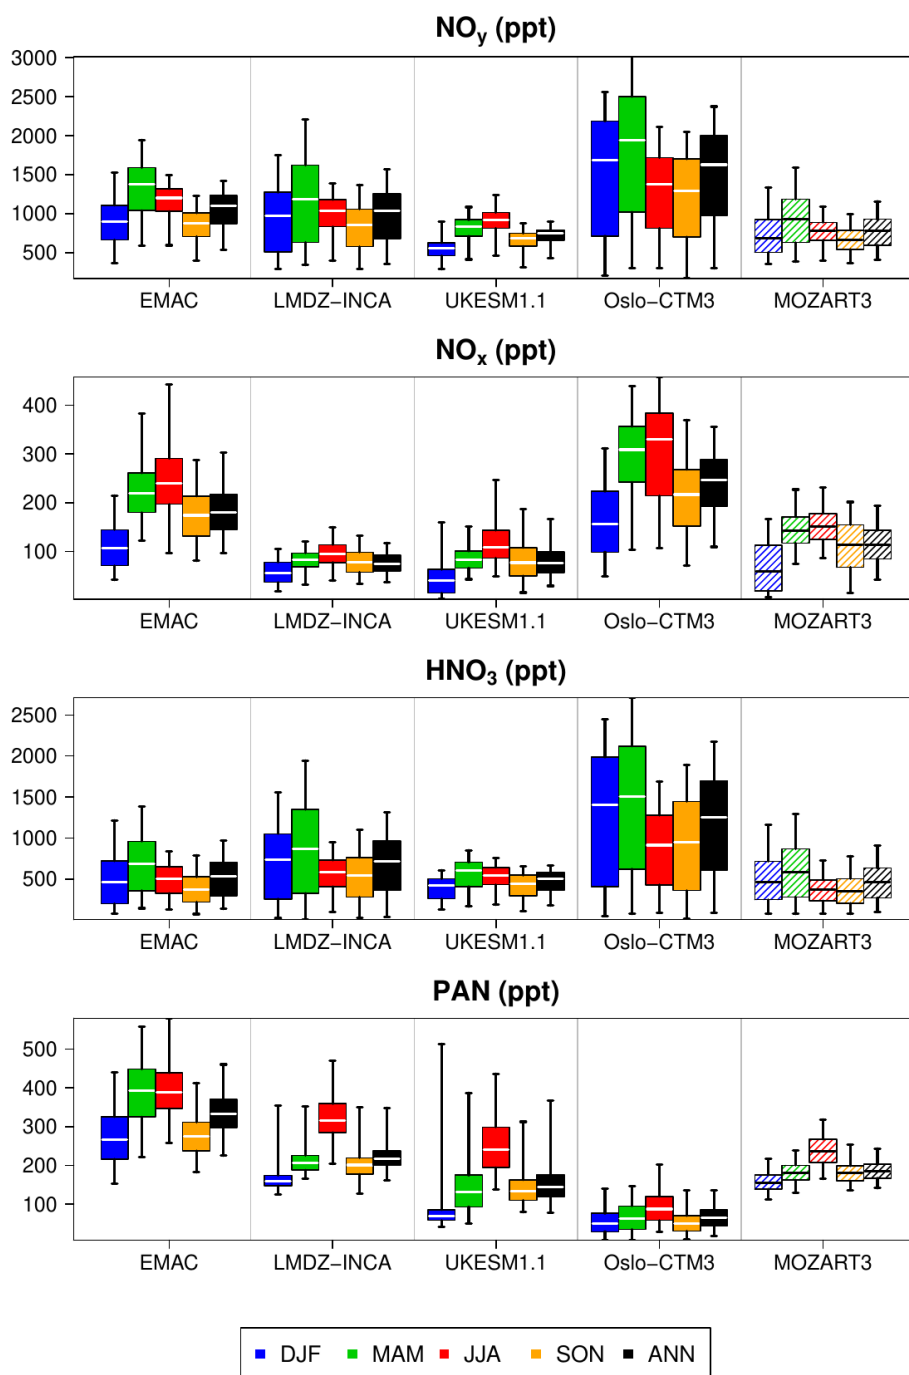 NOy (ppt)
3000
2500
2000
1500
1000
500
EMAC LMDZ−INCA UKESM1.1 Oslo−CTM3 MOZART3
NOx (ppt)
400
300
200
100
EMAC LMDZ−INCA UKESM1.1 Oslo−CTM3 MOZART3
HNO3 (ppt)
2500
2000
1500
1000
500
EMAC LMDZ−INCA UKESM1.1 Oslo−CTM3 MOZART3
PAN (ppt)
500
400
300
200
100
EMAC LMDZ−INCA UKESM1.1 Oslo−CTM3 MOZART3
DJF MAM JJA SON ANN